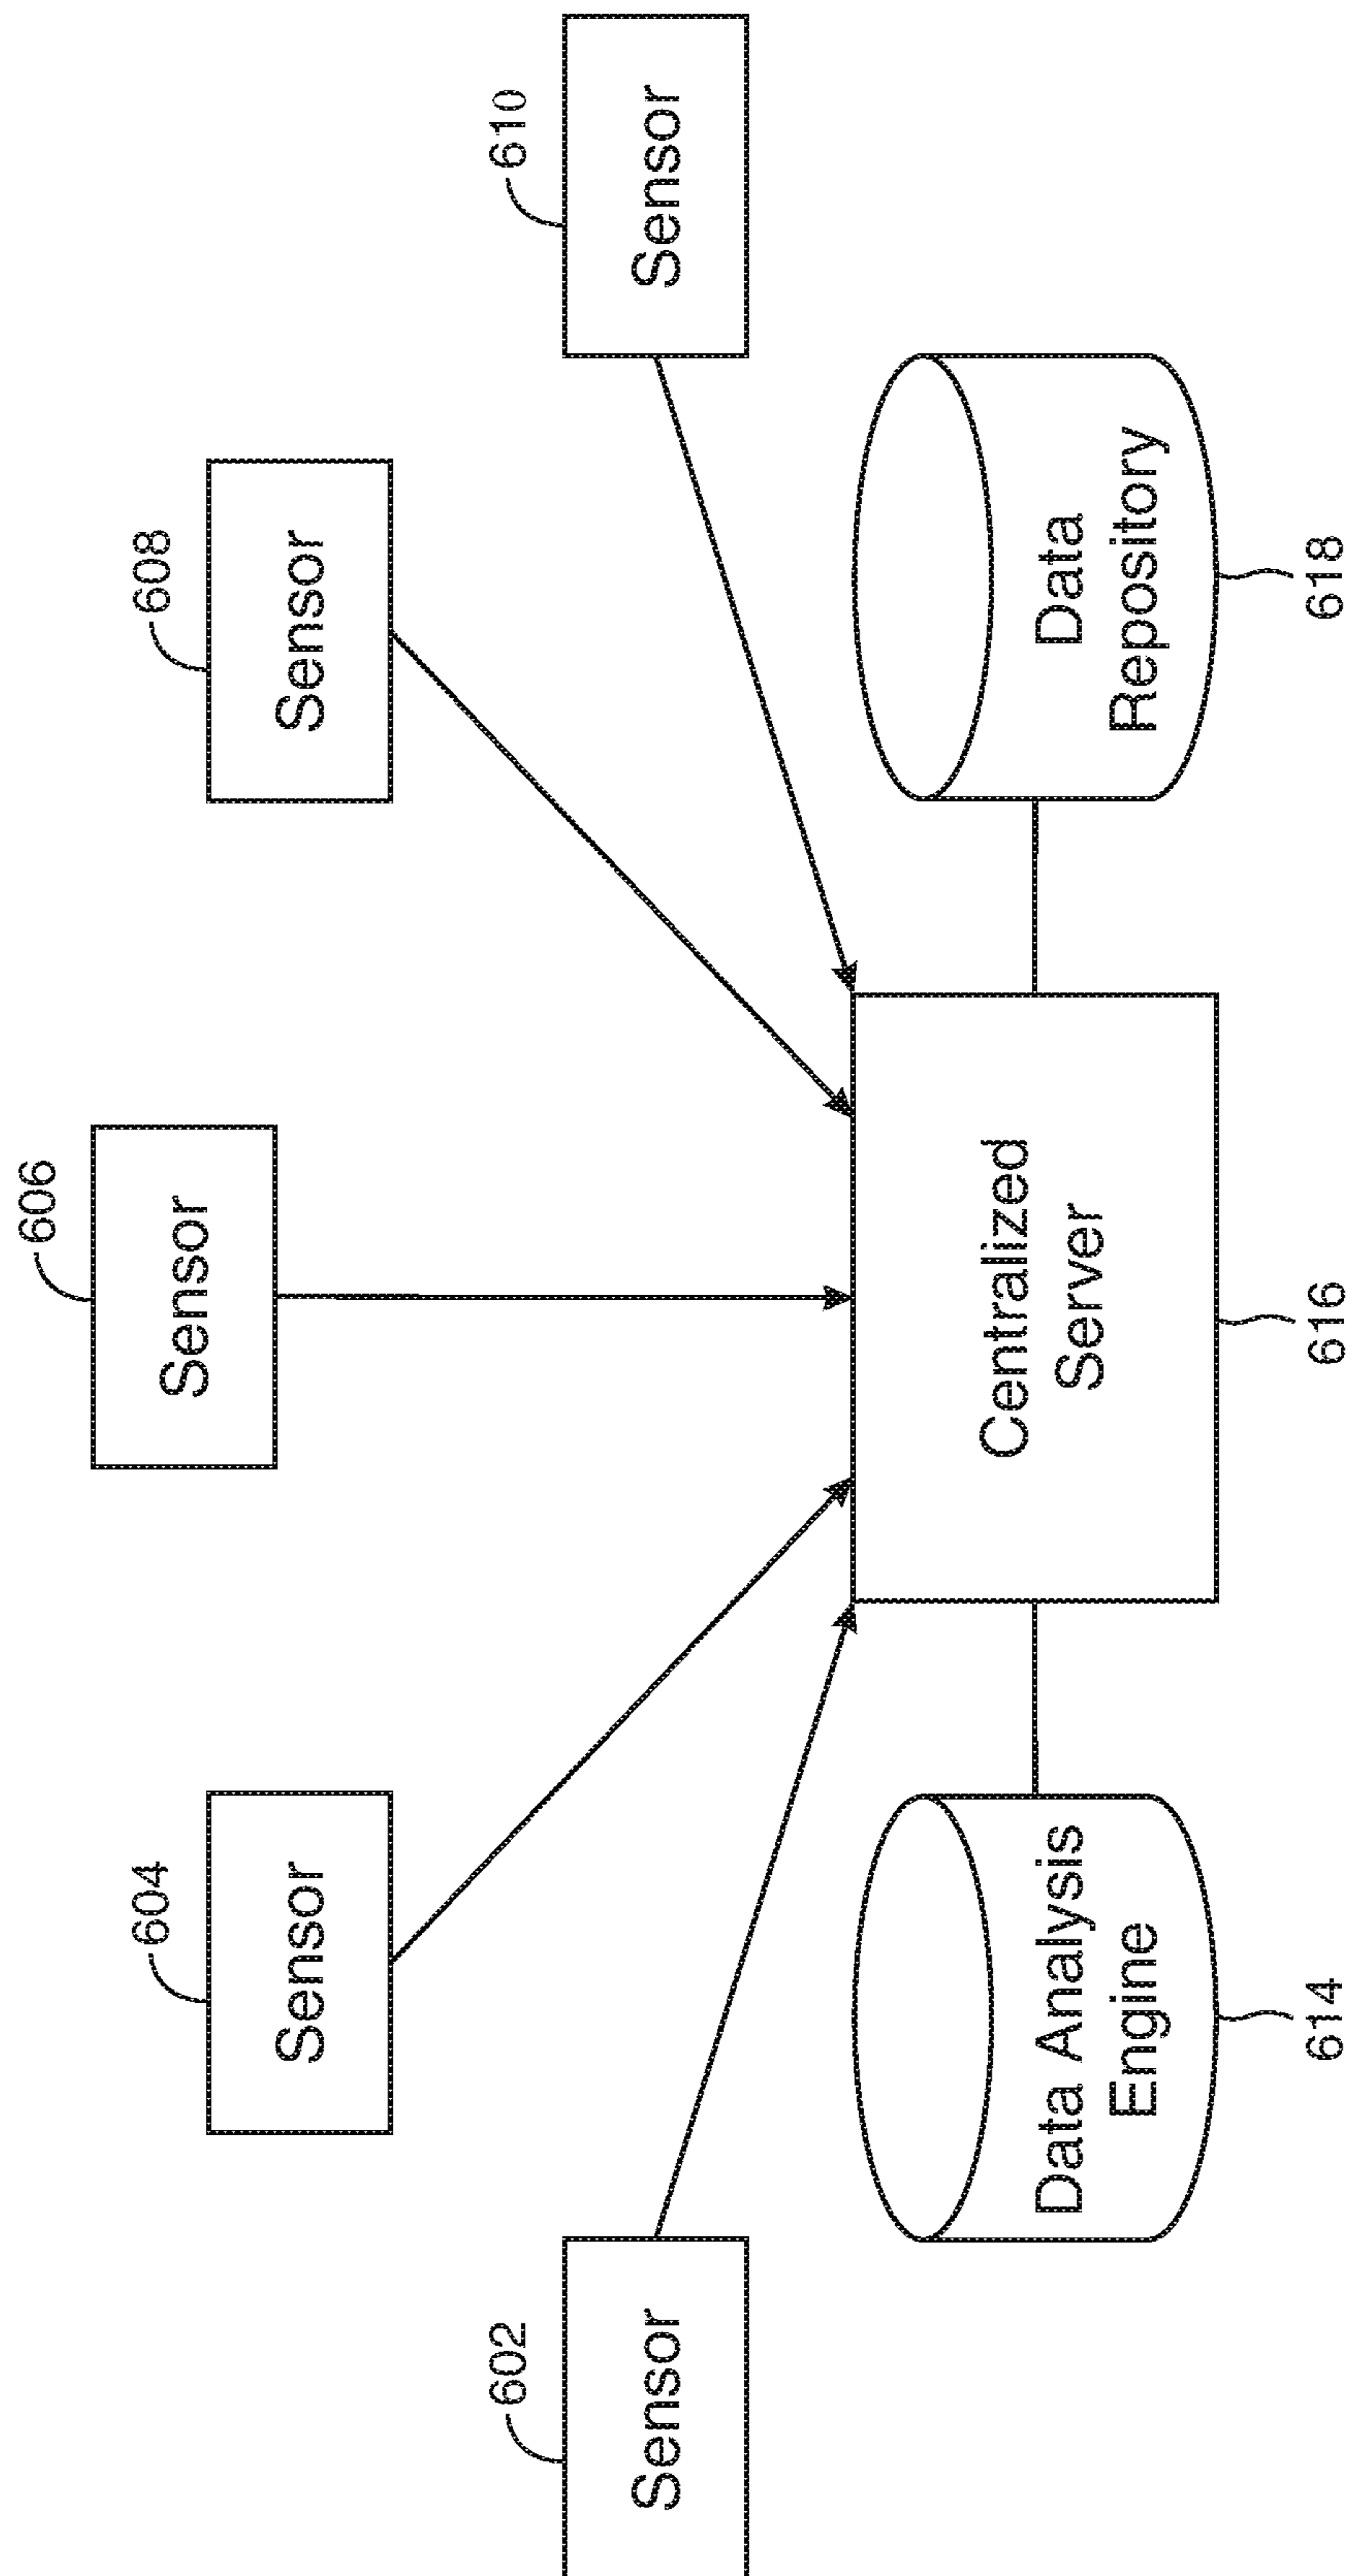 606
Sensor
604
Sensor
608
Sensor
602
Sensor
610
Sensor
Data Analysis
Engine
614
Centralized
Server
616
Data
Repository
618